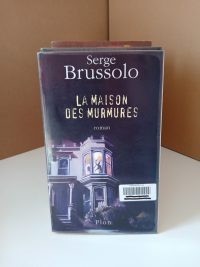 Serge
Brussolo
LA MAISON
DES MURMURES
roman
Plon